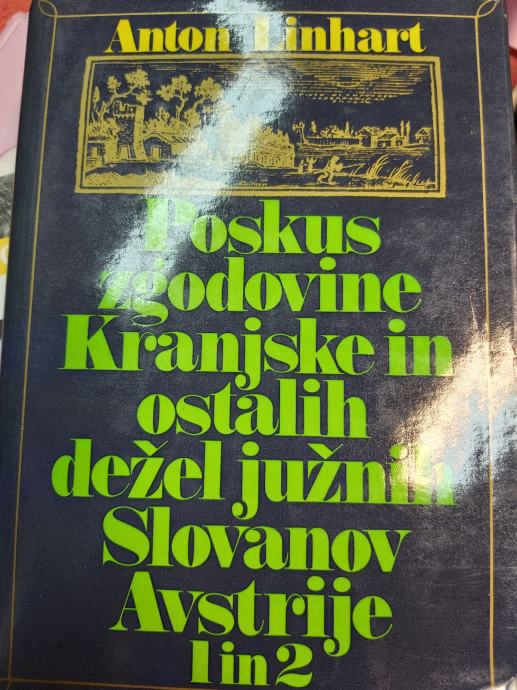 Anton Linhart
Poskus
zgodovine
Kranjske in
ostalih
dežel južnih
Slovanov
Avstrije
1 in 2